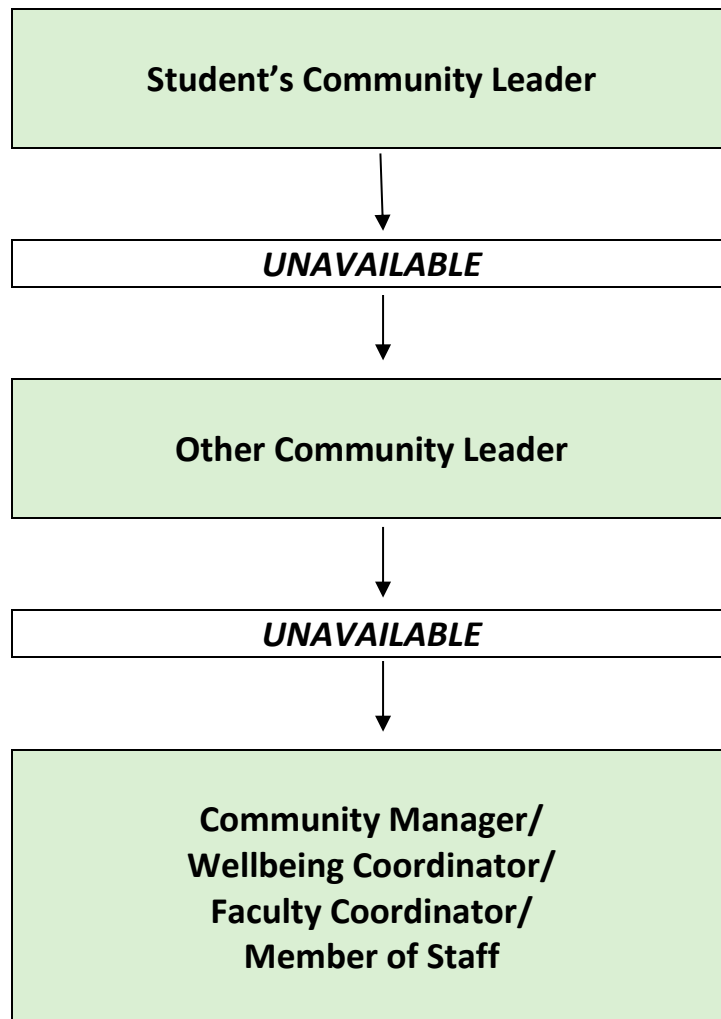 Student’s Community Leader
UNAVAILABLE
Other Community Leader
UNAVAILABLE
Community Manager/
Wellbeing Coordinator/
Faculty Coordinator/
Member of Staff